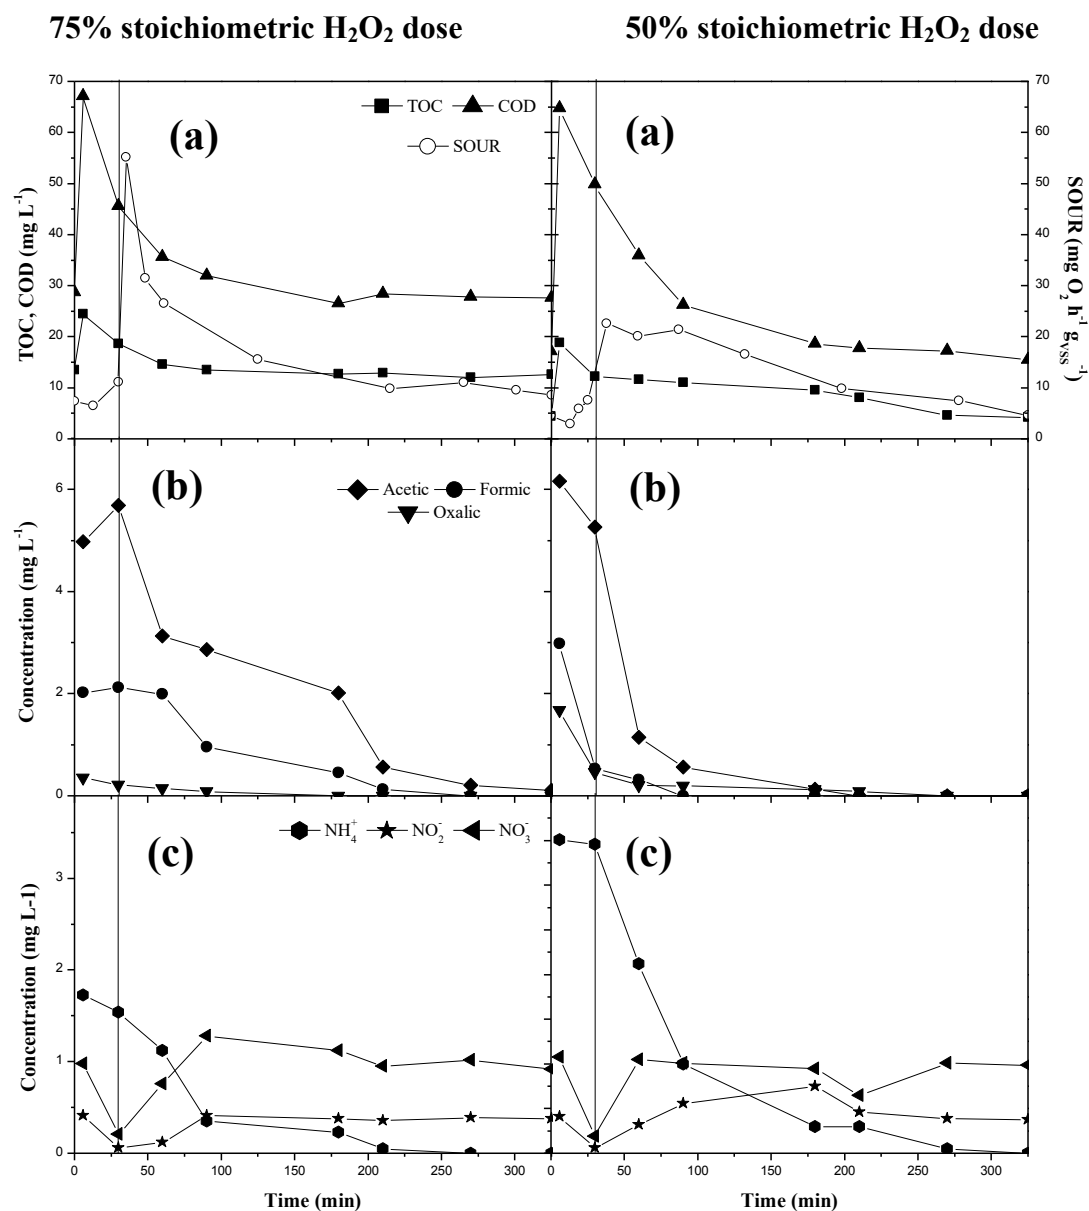 75% stoichiometric H₂O₂ dose 50% stoichiometric H₂O₂ dose
70 70
60 60
50 50
40 40
30 30
20 20
10 10
0 0
TOC, COD (mg L⁻¹)
SOUR (mg O₂ h⁻¹ g_VSS⁻¹)
TOC COD
SOUR
(a) (a)
6
4
2
0
Concentration (mg L⁻¹)
(b) (b)
Acetic Formic
Oxalic
3
2
1
0
Concentration (mg L-1)
(c) (c)
NH₄⁺ NO₂⁻ NO₃⁻
0 50 100 150 200 250 300 0 50 100 150 200 250 300
Time (min) Time (min)